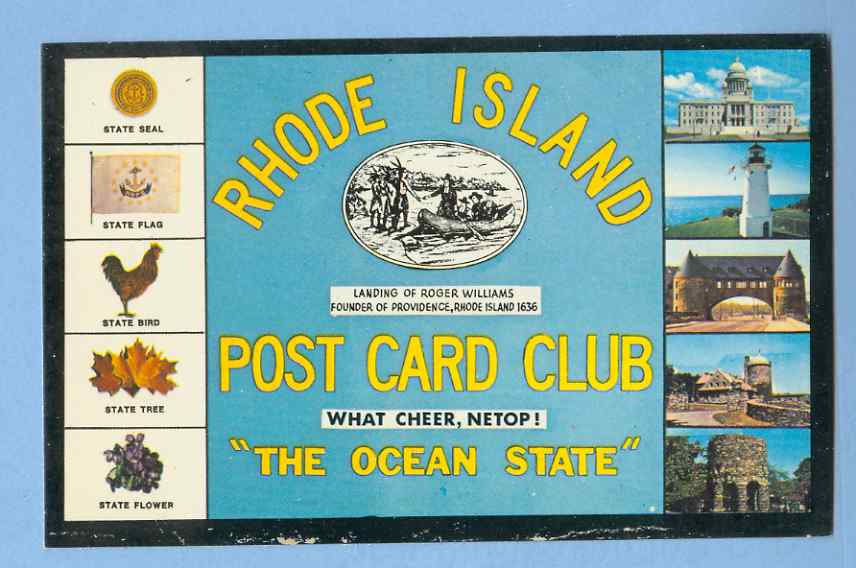 STATE SEAL
STATE FLAG
STATE BIRD
STATE TREE
STATE FLOWER
RHODE ISLAND
LANDING OF ROGER WILLIAMS
FOUNDER OF PROVIDENCE, RHODE ISLAND 1636
POST CARD CLUB
WHAT CHEER, NETOP!
"THE OCEAN STATE"